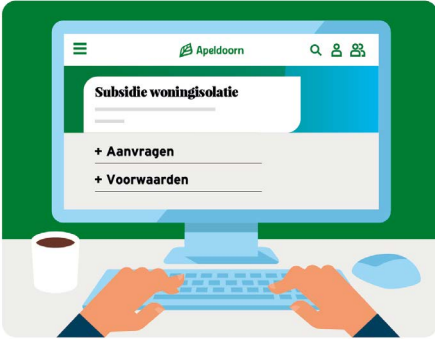 Apeldoorn
Subsidie woningisolatie
+ Aanvragen
+ Voorwaarden